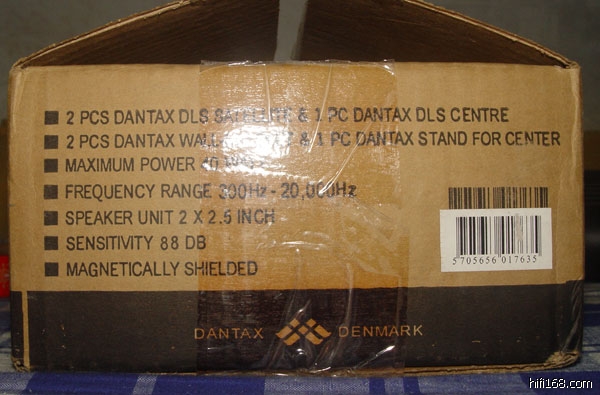 ■ 2 PCS DANTAX DLS SATELLITE & 1 PC DANTAX DLS CENTRE
■ 2 PCS DANTAX WALL & 1 PC DANTAX STAND FOR CENTER
■ MAXIMUM POWER
■ FREQUENCY RANGE 300Hz - 20,000Hz
■ SPEAKER UNIT 2 X 2.5 INCH
■ SENSITIVITY 88 DB
■ MAGNETICALLY SHIELDED
5 705656 017635
DANTAX DENMARK
hifi168.com